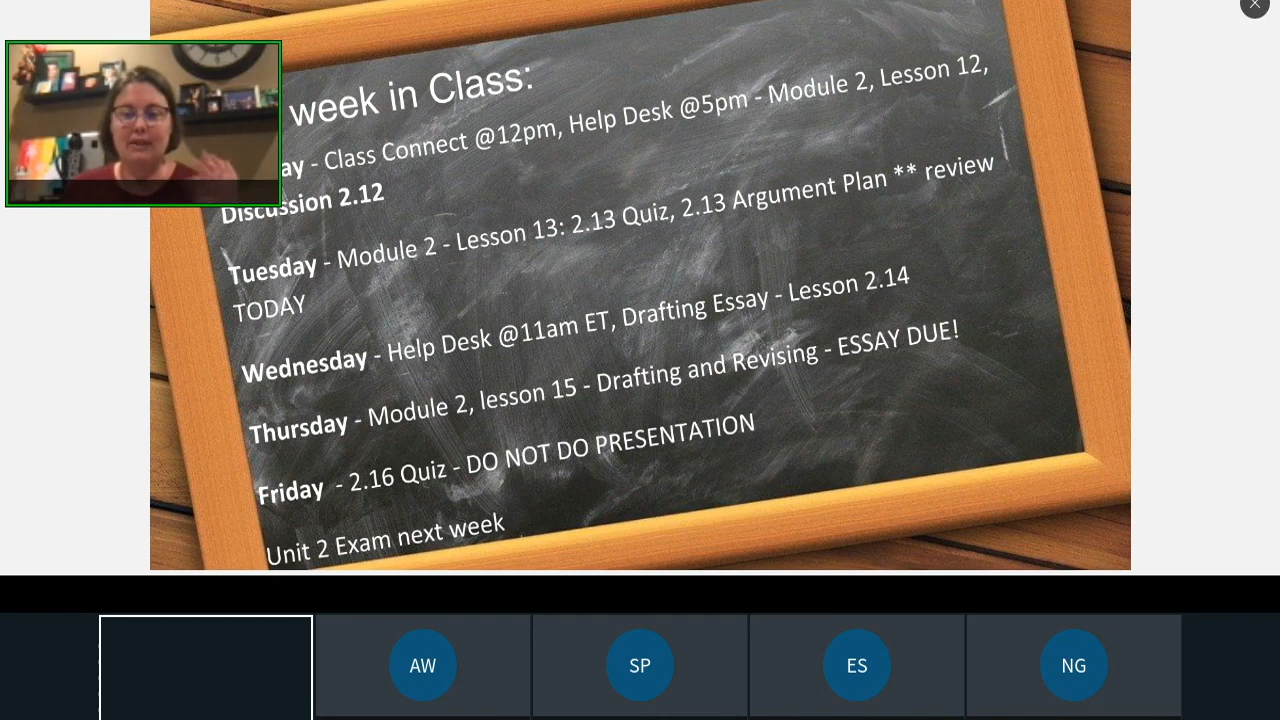 week in Class:
ay - Class Connect @12pm, Help Desk @5pm - Module 2, Lesson 12,
Discussion 2.12
Tuesday - Module 2 - Lesson 13: 2.13 Quiz, 2.13 Argument Plan ** review
TODAY
Wednesday - Help Desk @11am ET, Drafting Essay - Lesson 2.14
Thursday - Module 2, lesson 15 - Drafting and Revising - ESSAY DUE!
Friday - 2.16 Quiz - DO NOT DO PRESENTATION
Unit 2 Exam next week
AW SP ES NG